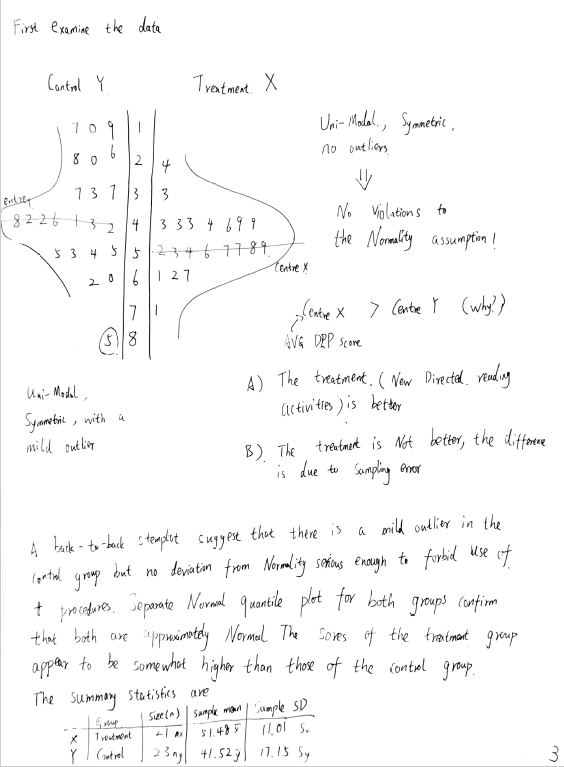 First examine the data
Control Y Treatment X
7 0 9 | 1 |
8 0 6 | 2 | 4
7 3 7 | 3 | 3
8 2 2 6 1 3 2 | 4 | 3 3 3 4 6 9 9
5 3 4 5 | 5 | 2 3 4 6 7 7 8 9
2 0 | 6 | 1 2 7
| 7 | 1
5 | 8 |
centre Y
Centre X
Uni-Modal,
Symmetric, with a
mild outlier
Uni-Modal, Symmetric,
no outliers
⇓
No Violations to
the Normality assumption!
Centre X > Centre Y (why?)
AVG DRP score
A) The treatment. (New Directed. reading
activities) is better
B). The treatment is Not better, the difference
is due to Sampling error
A back-to-back stemplot suggest that there is a mild outlier in the
control group but no deviation from Normality serious enough to forbid use of
t procedures. Separate Normal quantile plot for both groups confirm
that both are approximately Normal. The Sores of the treatment group
appear to be somewhat higher than those of the control group.
The summary statistics are
Group | Size(n) | sample mean | Sample SD
X | Treatment | 21 nx | 51.48 x̄ | 11.01 Sx
Y | Control | 23 ny | 41.52 ȳ | 17.15 Sy
3